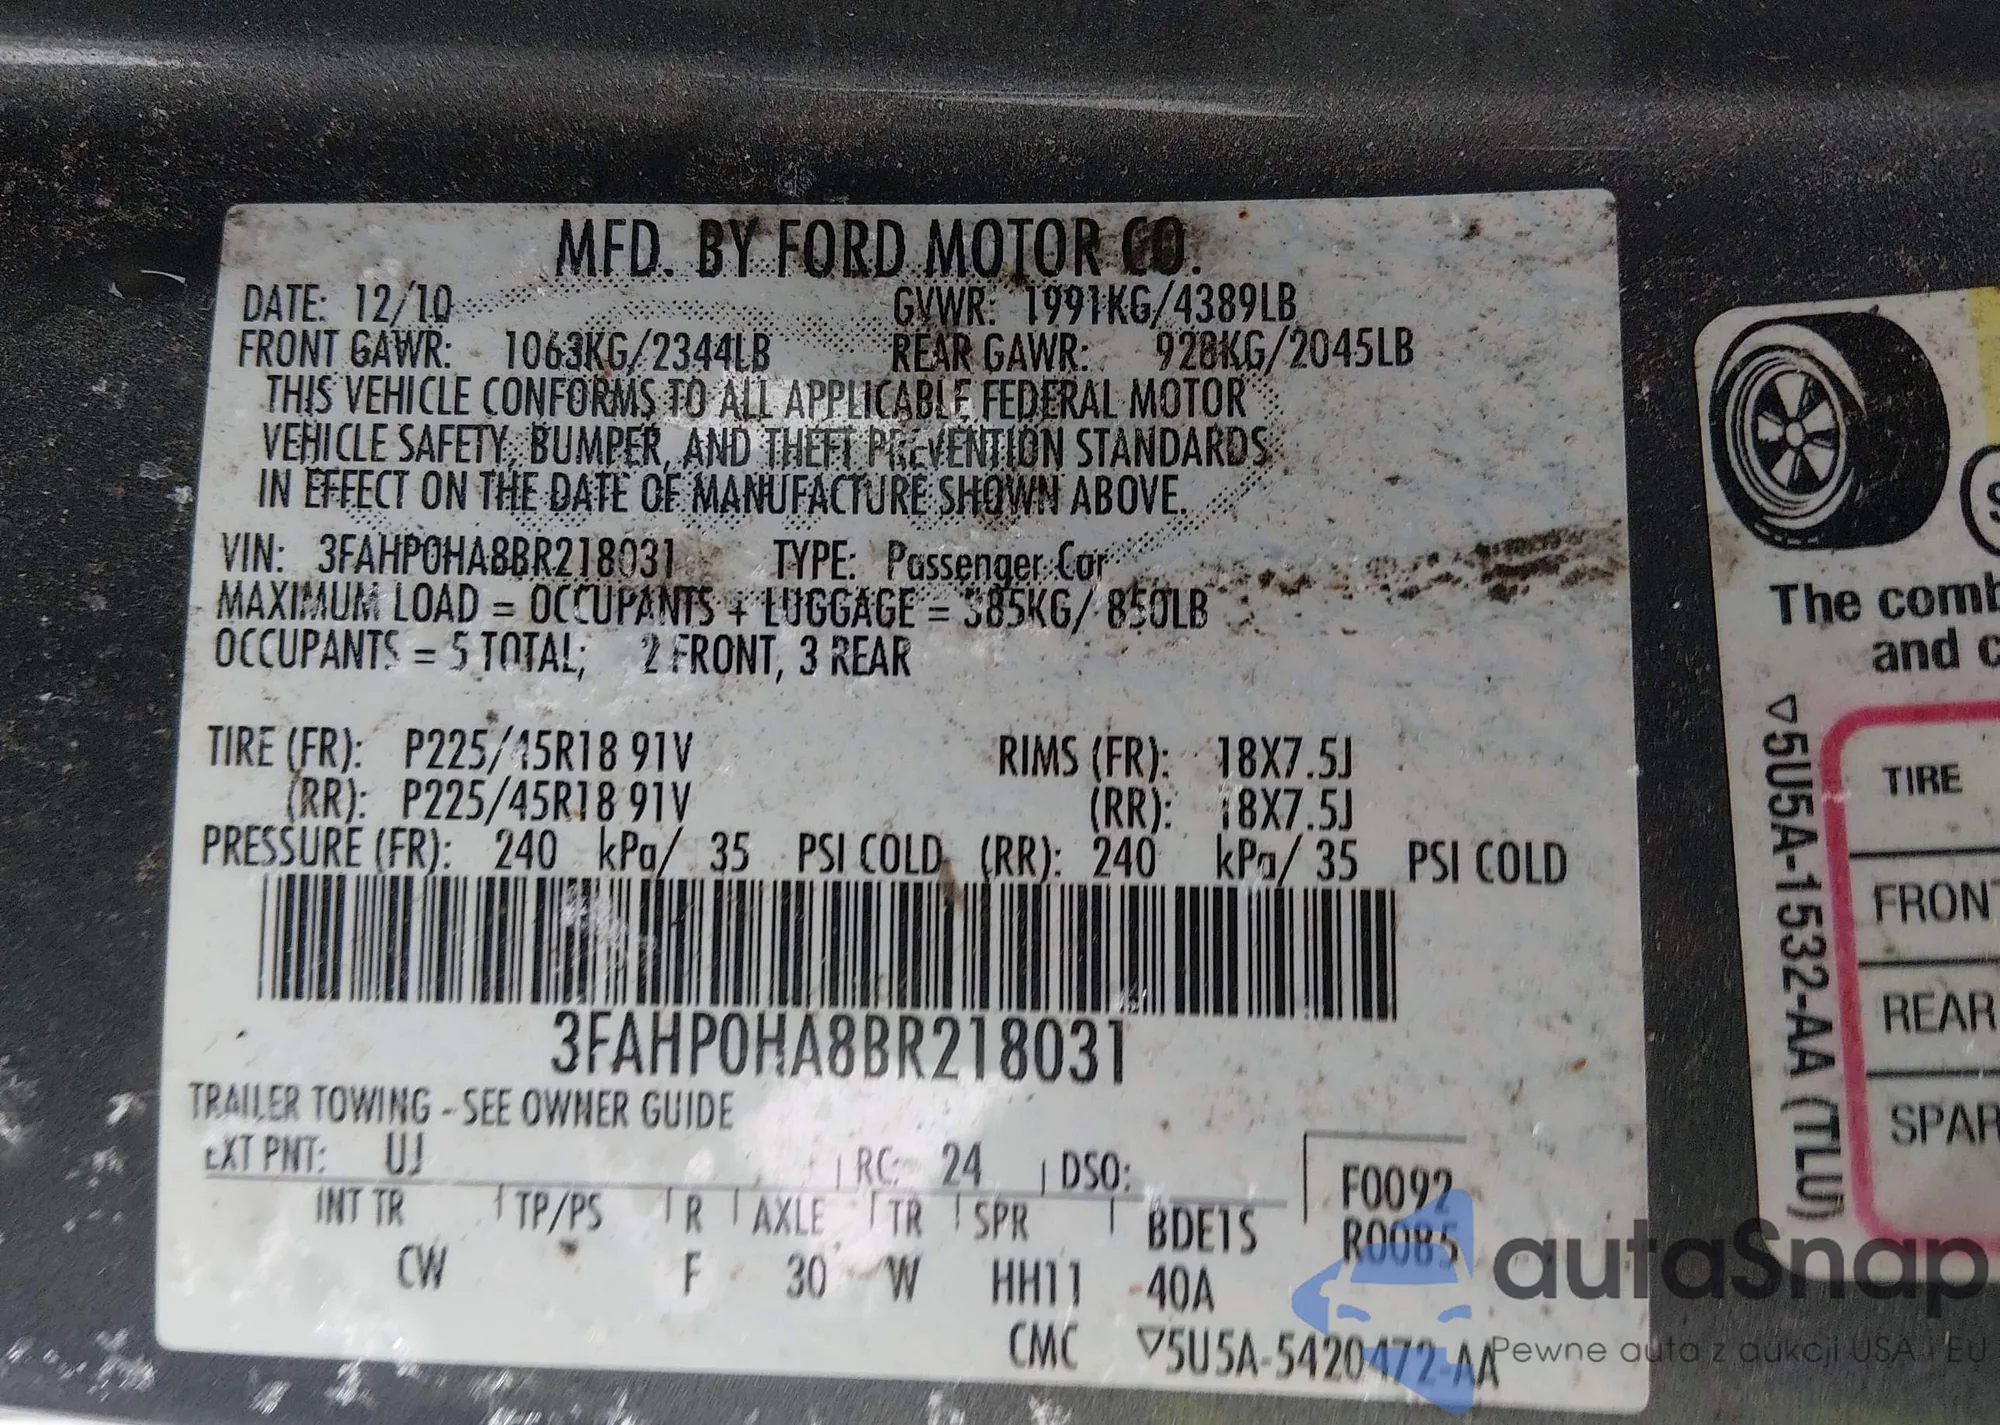 MFD. BY FORD MOTOR CO.
DATE: 12/10 GVWR: 1991KG/4389LB
FRONT GAWR: 1063KG/2344LB REAR GAWR: 928KG/2045LB
THIS VEHICLE CONFORMS TO ALL APPLICABLE FEDERAL MOTOR
VEHICLE SAFETY, BUMPER, AND THEFT PREVENTION STANDARDS
IN EFFECT ON THE DATE OF MANUFACTURE SHOWN ABOVE.
VIN: 3FAHP0HA8BR218031 TYPE: Passenger Car
MAXIMUM LOAD = OCCUPANTS + LUGGAGE = 385KG/ 850LB
OCCUPANTS = 5 TOTAL; 2 FRONT, 3 REAR
TIRE (FR): P225/45R18 91V RIMS (FR): 18X7.5J
(RR): P225/45R18 91V (RR): 18X7.5J
PRESSURE (FR): 240 kPa/ 35 PSI COLD (RR): 240 kPa/ 35 PSI COLD
3FAHP0HA8BR218031
TRAILER TOWING - SEE OWNER GUIDE
EXT PNT: UJ RC: 24 DSO: F0092
INT TR TP/PS R AXLE TR SPR BDE1S R0085
CW F 30 W HH11 40A
CMC ▽5U5A-5420472-AA
The comb
and c
▽5U5A-1532-AA (TLU)
TIRE
FRONT
REAR
SPAR
autaSnap
Pewne auta z aukcji USA i EU